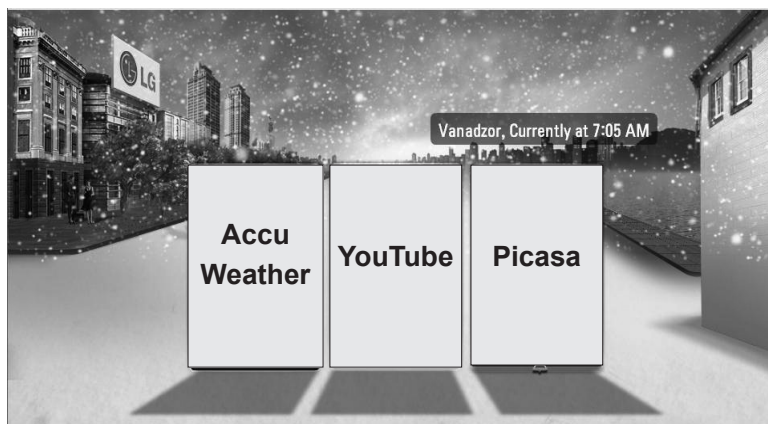 LG
Vanadzor, Currently at 7:05 AM
Accu
Weather
YouTube
Picasa